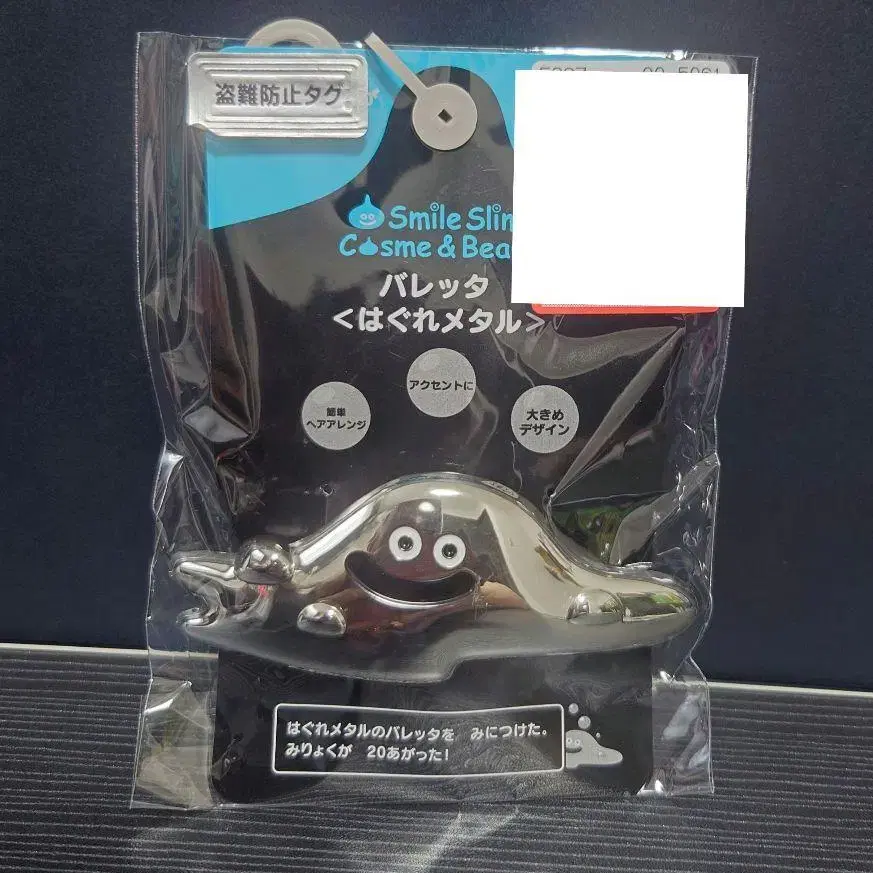 盗難防止タグ
Smile Slim
Cosme & Bea
バレッタ
<はぐれメタル>
アクセントに
簡単
ヘアアレンジ
大きめ
デザイン
はぐれメタルのバレッタを みにつけた。
みりょくが 20あがった!